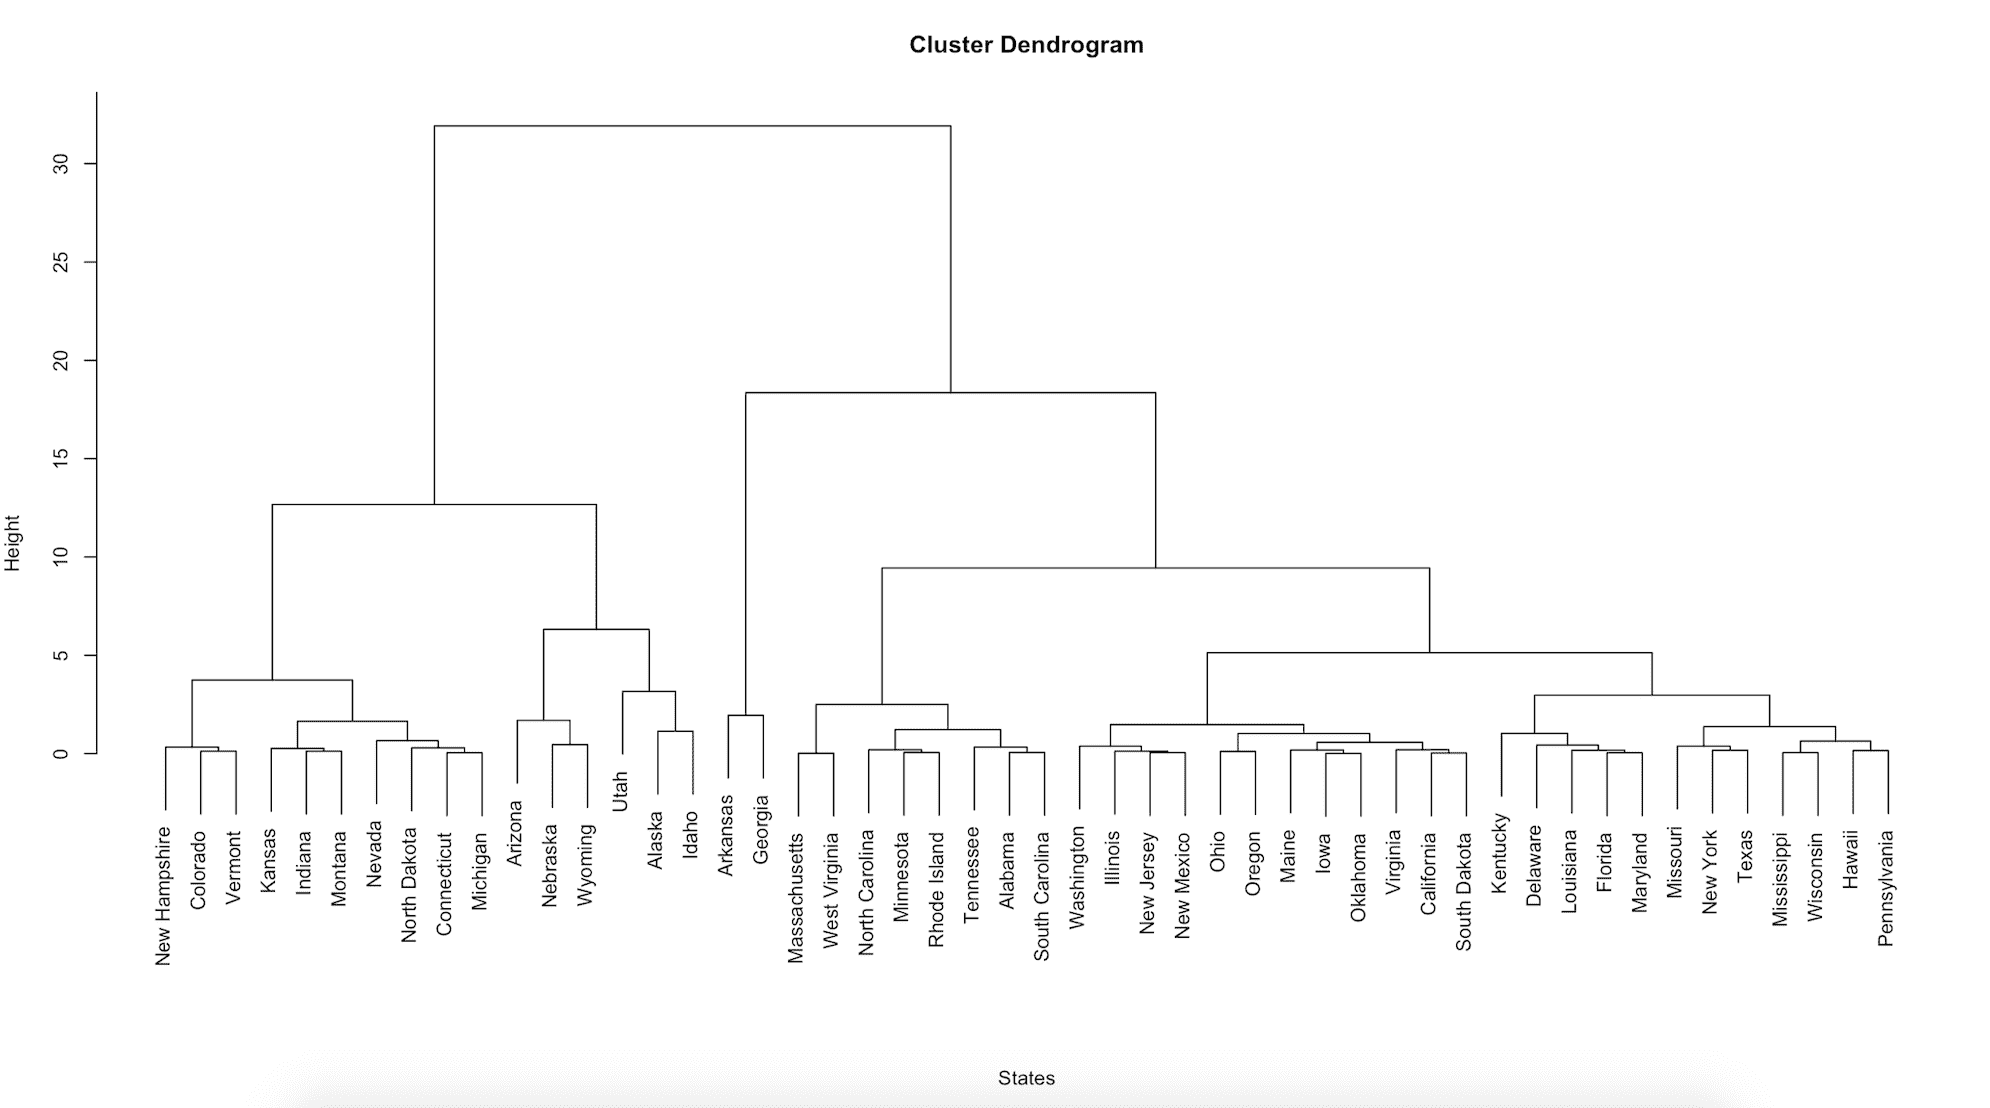 Cluster Dendrogram
Height
30
25
20
15
10
5
0
New Hampshire
Colorado
Vermont
Kansas
Indiana
Montana
Nevada
North Dakota
Connecticut
Michigan
Arizona
Nebraska
Wyoming
Utah
Alaska
Idaho
Arkansas
Georgia
Massachusetts
West Virginia
North Carolina
Minnesota
Rhode Island
Tennessee
Alabama
South Carolina
Washington
Illinois
New Jersey
New Mexico
Ohio
Oregon
Maine
Iowa
Oklahoma
Virginia
California
South Dakota
Kentucky
Delaware
Louisiana
Florida
Maryland
Missouri
New York
Texas
Mississippi
Wisconsin
Hawaii
Pennsylvania
States